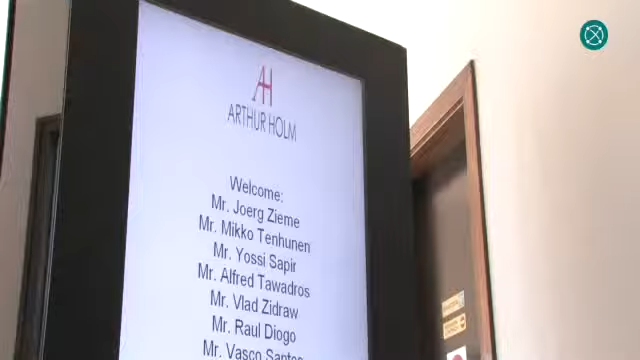 AH
ARTHUR HOLM
Welcome:
Mr. Joerg Zieme
Mr. Mikko Tenhunen
Mr. Yossi Sapir
Mr. Alfred Tawadros
Mr. Vlad Zidraw
Mr. Raul Diogo
Mr. Vasco Santos